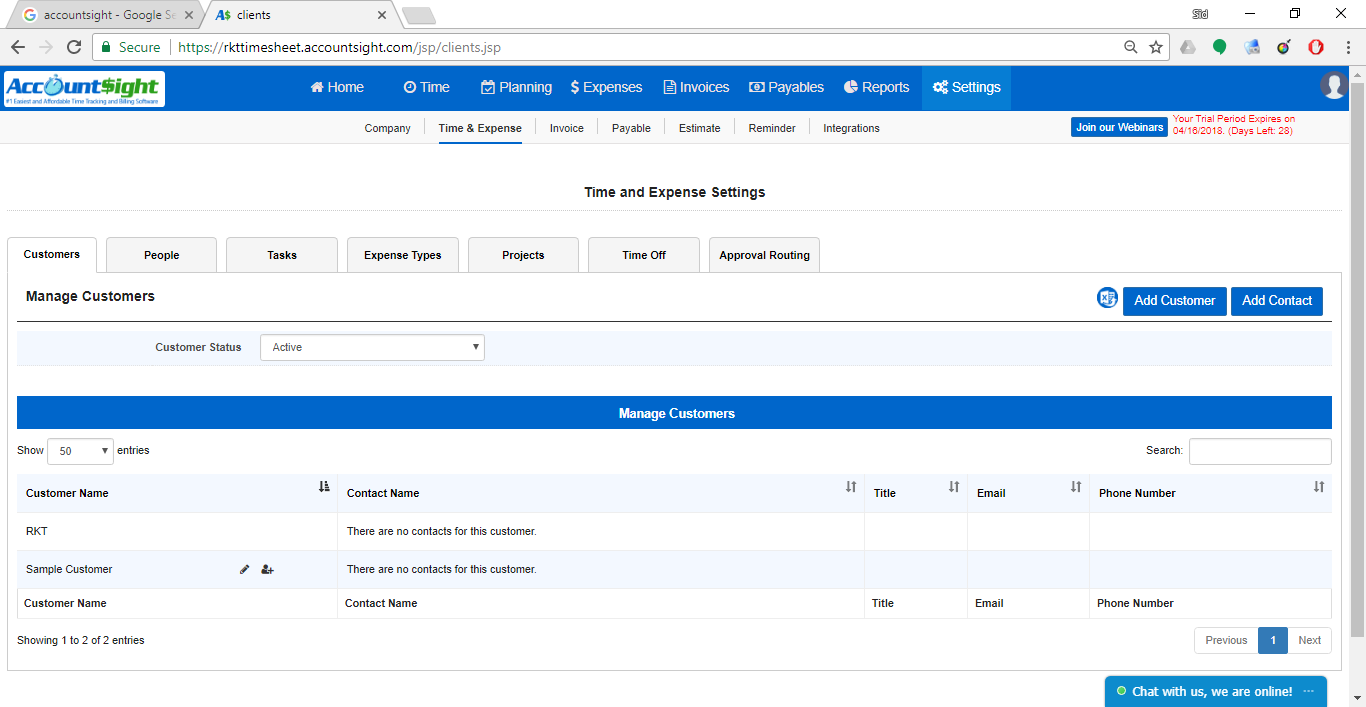 accountsight - Google Se
A$ clients
Sid
Secure https://rkttimesheet.accountsight.com/jsp/clients.jsp
Acc untSight
#1 Easiest and Affordable Time Tracking and Billing Software
Home Time Planning $ Expenses Invoices Payables Reports Settings
Company Time & Expense Invoice Payable Estimate Reminder Integrations
Join our Webinars
Your Trial Period Expires on
04/16/2018. (Days Left: 28)
Time and Expense Settings
Customers People Tasks Expense Types Projects Time Off Approval Routing
Manage Customers
Add Customer Add Contact
Customer Status Active
Manage Customers
Show 50 entries Search:
Customer Name Contact Name Title Email Phone Number
RKT There are no contacts for this customer.
Sample Customer There are no contacts for this customer.
Customer Name Contact Name Title Email Phone Number
Showing 1 to 2 of 2 entries Previous 1 Next
Chat with us, we are online! ...